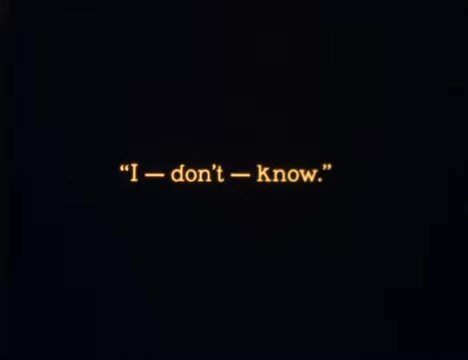 “I — don't — know.”